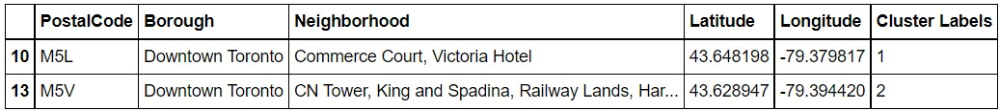 PostalCode Borough Neighborhood Latitude Longitude Cluster Labels
10 M5L Downtown Toronto Commerce Court, Victoria Hotel 43.648198 -79.379817 1
13 M5V Downtown Toronto CN Tower, King and Spadina, Railway Lands, Har... 43.628947 -79.394420 2